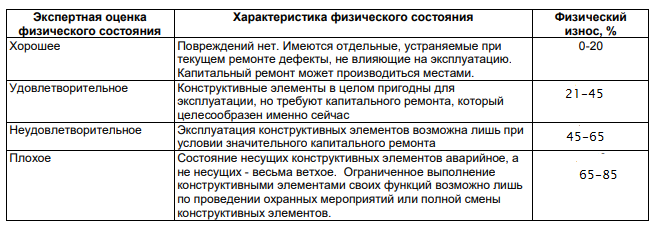 Экспертная оценка
физического состояния
Характеристика физического состояния
Физический
износ, %
Хорошее
Повреждений нет. Имеются отдельные, устраняемые при
текущем ремонте дефекты, не влияющие на эксплуатацию.
Капитальный ремонт может производиться местами.
0-20
Удовлетворительное
Конструктивные элементы в целом пригодны для
эксплуатации, но требуют капитального ремонта, который
целесообразен именно сейчас
21-45
Неудовлетворительное
Эксплуатация конструктивных элементов возможна лишь при
условии значительного капитального ремонта
45-65
Плохое
Состояние несущих конструктивных элементов аварийное, а
не несущих - весьма ветхое. Ограниченное выполнение
конструктивными элементами своих функций возможно лишь
по проведении охранных мероприятий или полной смены
конструктивных элементов.
65-85